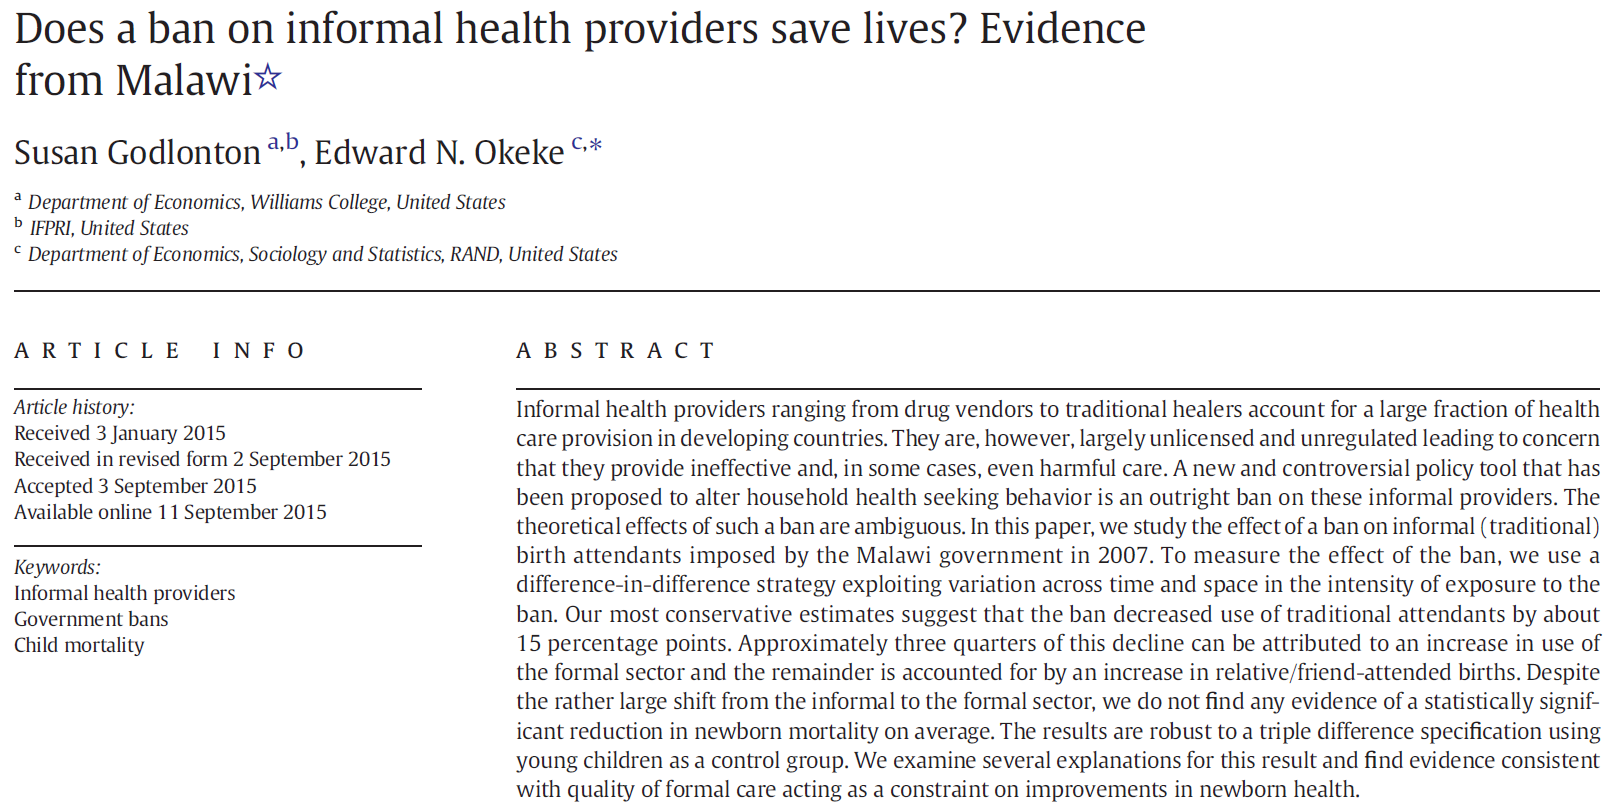 Does a ban on informal health providers save lives? Evidence
from Malawi☆
Susan Godlonton a,b, Edward N. Okeke c,*
a Department of Economics, Williams College, United States
b IFPRI, United States
c Department of Economics, Sociology and Statistics, RAND, United States
ARTICLE INFO
Article history:
Received 3 January 2015
Received in revised form 2 September 2015
Accepted 3 September 2015
Available online 11 September 2015
Keywords:
Informal health providers
Government bans
Child mortality
ABSTRACT
Informal health providers ranging from drug vendors to traditional healers account for a large fraction of health
care provision in developing countries. They are, however, largely unlicensed and unregulated leading to concern
that they provide ineffective and, in some cases, even harmful care. A new and controversial policy tool that has
been proposed to alter household health seeking behavior is an outright ban on these informal providers. The
theoretical effects of such a ban are ambiguous. In this paper, we study the effect of a ban on informal (traditional)
birth attendants imposed by the Malawi government in 2007. To measure the effect of the ban, we use a
difference-in-difference strategy exploiting variation across time and space in the intensity of exposure to the
ban. Our most conservative estimates suggest that the ban decreased use of traditional attendants by about
15 percentage points. Approximately three quarters of this decline can be attributed to an increase in use of
the formal sector and the remainder is accounted for by an increase in relative/friend-attended births. Despite
the rather large shift from the informal to the formal sector, we do not find any evidence of a statistically signif-
icant reduction in newborn mortality on average. The results are robust to a triple difference specification using
young children as a control group. We examine several explanations for this result and find evidence consistent
with quality of formal care acting as a constraint on improvements in newborn health.